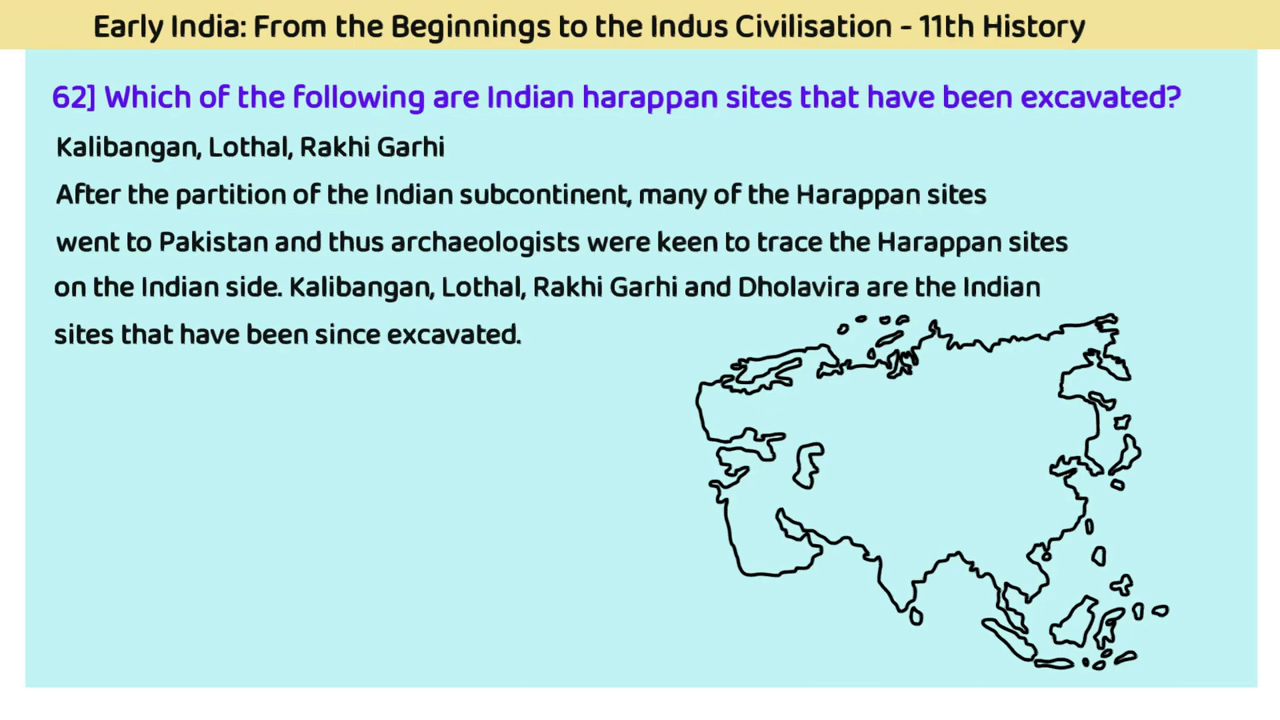 Early India: From the Beginnings to the Indus Civilisation - 11th History
62] Which of the following are Indian harappan sites that have been excavated?
Kalibangan, Lothal, Rakhi Garhi
After the partition of the Indian subcontinent, many of the Harappan sites
went to Pakistan and thus archaeologists were keen to trace the Harappan sites
on the Indian side. Kalibangan, Lothal, Rakhi Garhi and Dholavira are the Indian
sites that have been since excavated.